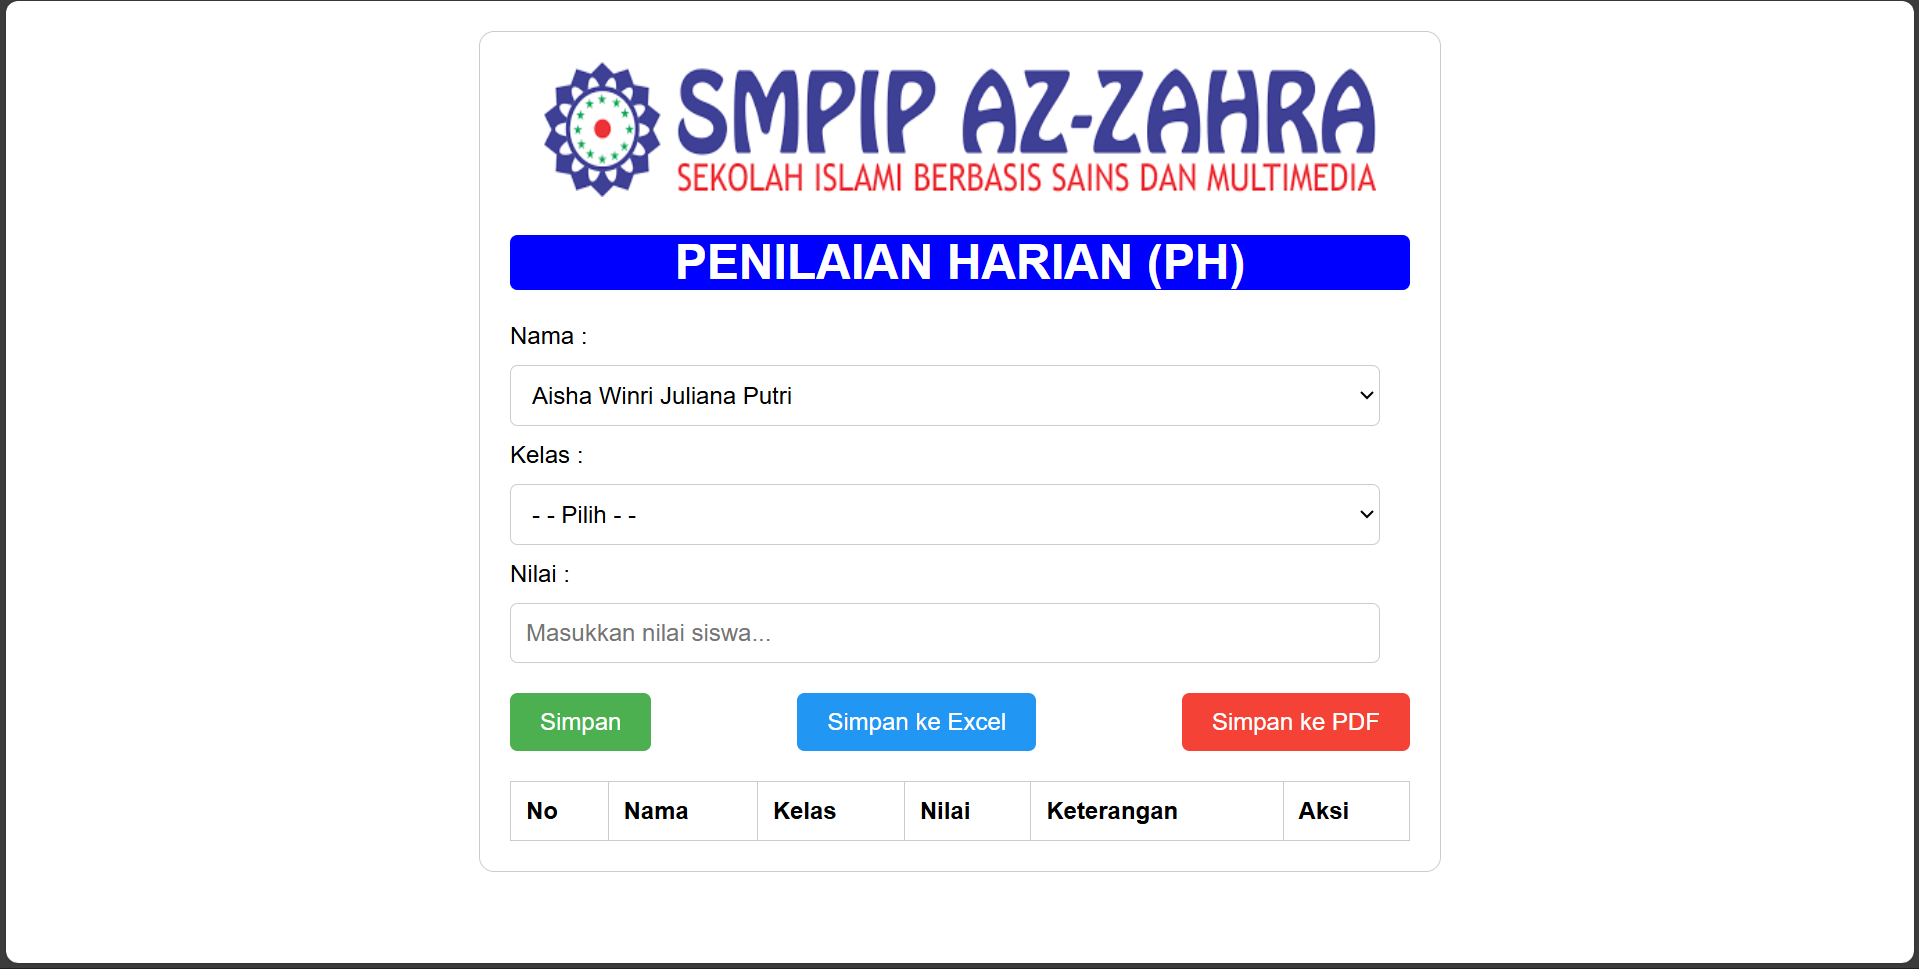 SMPIP AZ-ZAHRA
SEKOLAH ISLAMI BERBASIS SAINS DAN MULTIMEDIA
PENILAIAN HARIAN (PH)
Nama :
Aisha Winri Juliana Putri
Kelas :
- - Pilih - -
Nilai :
Masukkan nilai siswa...
Simpan Simpan ke Excel Simpan ke PDF
No Nama Kelas Nilai Keterangan Aksi